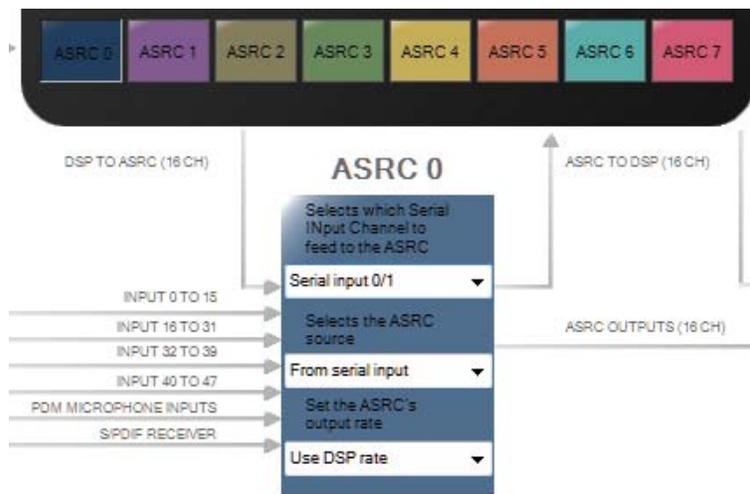 ASRC 0 ASRC 1 ASRC 2 ASRC 3 ASRC 4 ASRC 5 ASRC 6 ASRC 7
DSP TO ASRC (16 CH)
ASRC 0
ASRC TO DSP (16 CH)
Selects which Serial
INput Channel to
feed to the ASRC
Serial input 0/1
INPUT 0 TO 15
INPUT 16 TO 31
INPUT 32 TO 39
INPUT 40 TO 47
PDM MICROPHONE INPUTS
S/PDIF RECEIVER
Selects the ASRC
source
From serial input
Set the ASRC's
output rate
Use DSP rate
ASRC OUTPUTS (16 CH)